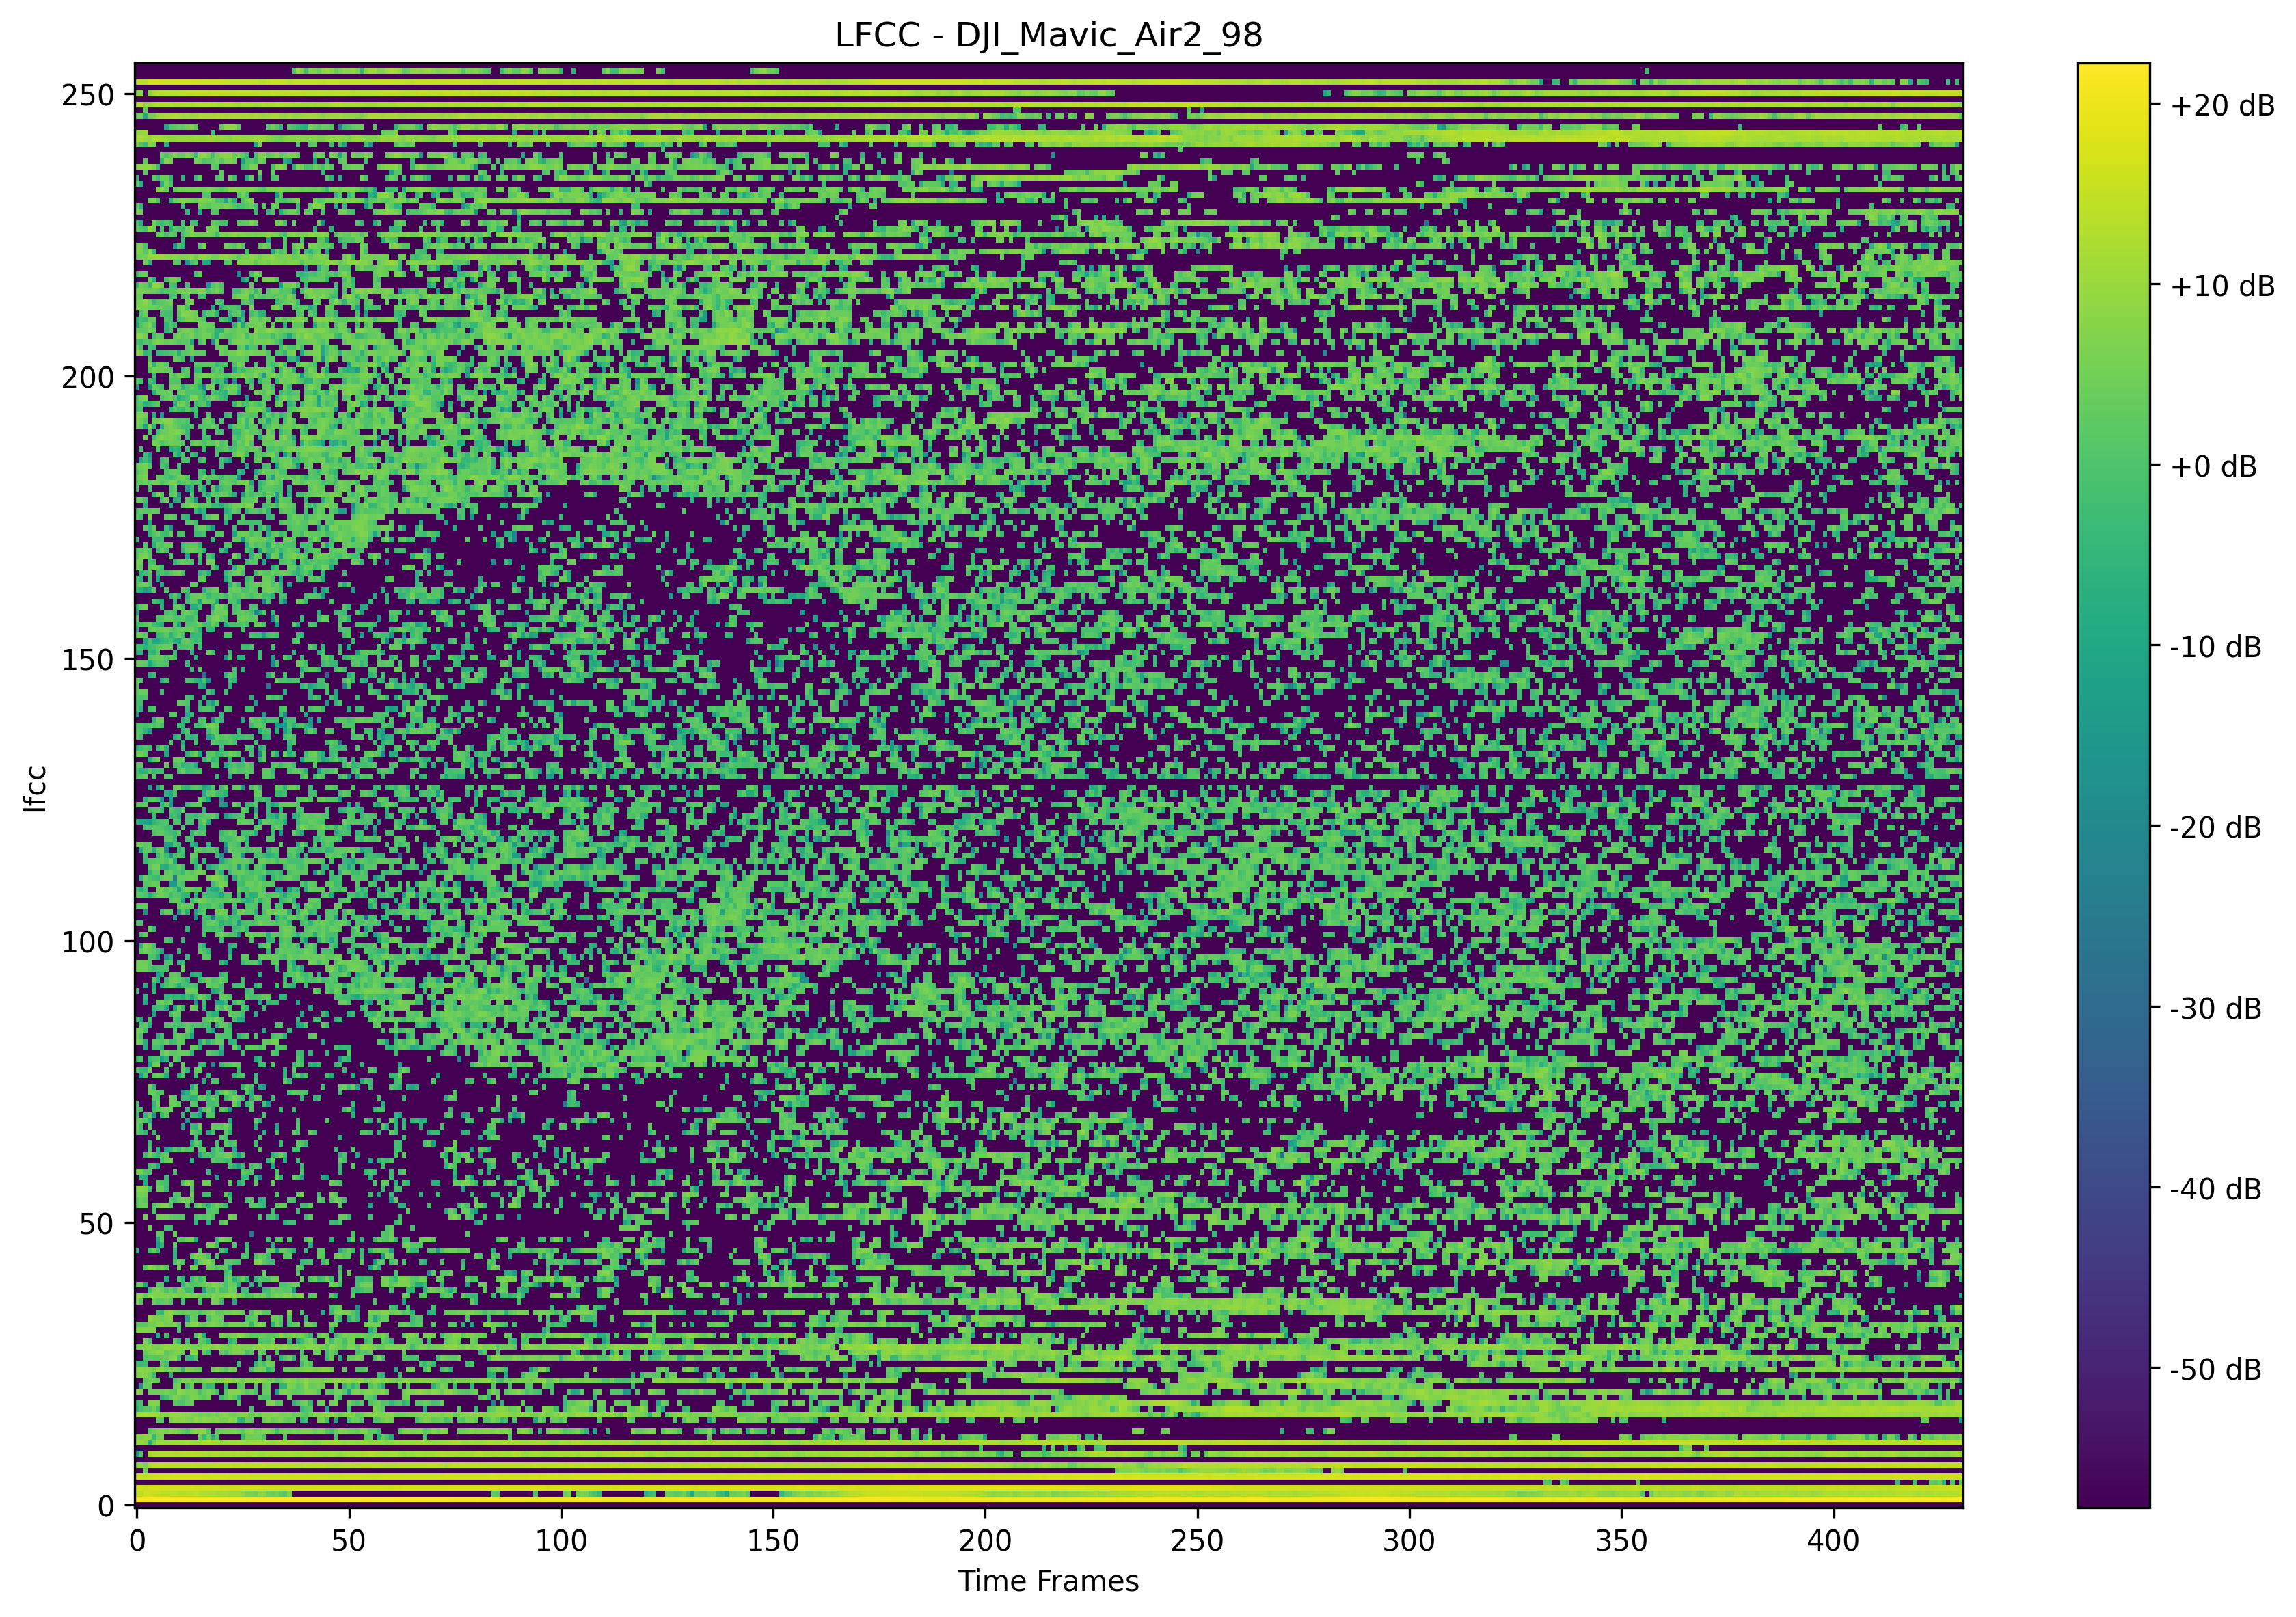 LFCC - DJI_Mavic_Air2_98
250
200
150
100
50
0
lfcc
0 50 100 150 200 250 300 350 400
Time Frames
+20 dB
+10 dB
+0 dB
-10 dB
-20 dB
-30 dB
-40 dB
-50 dB